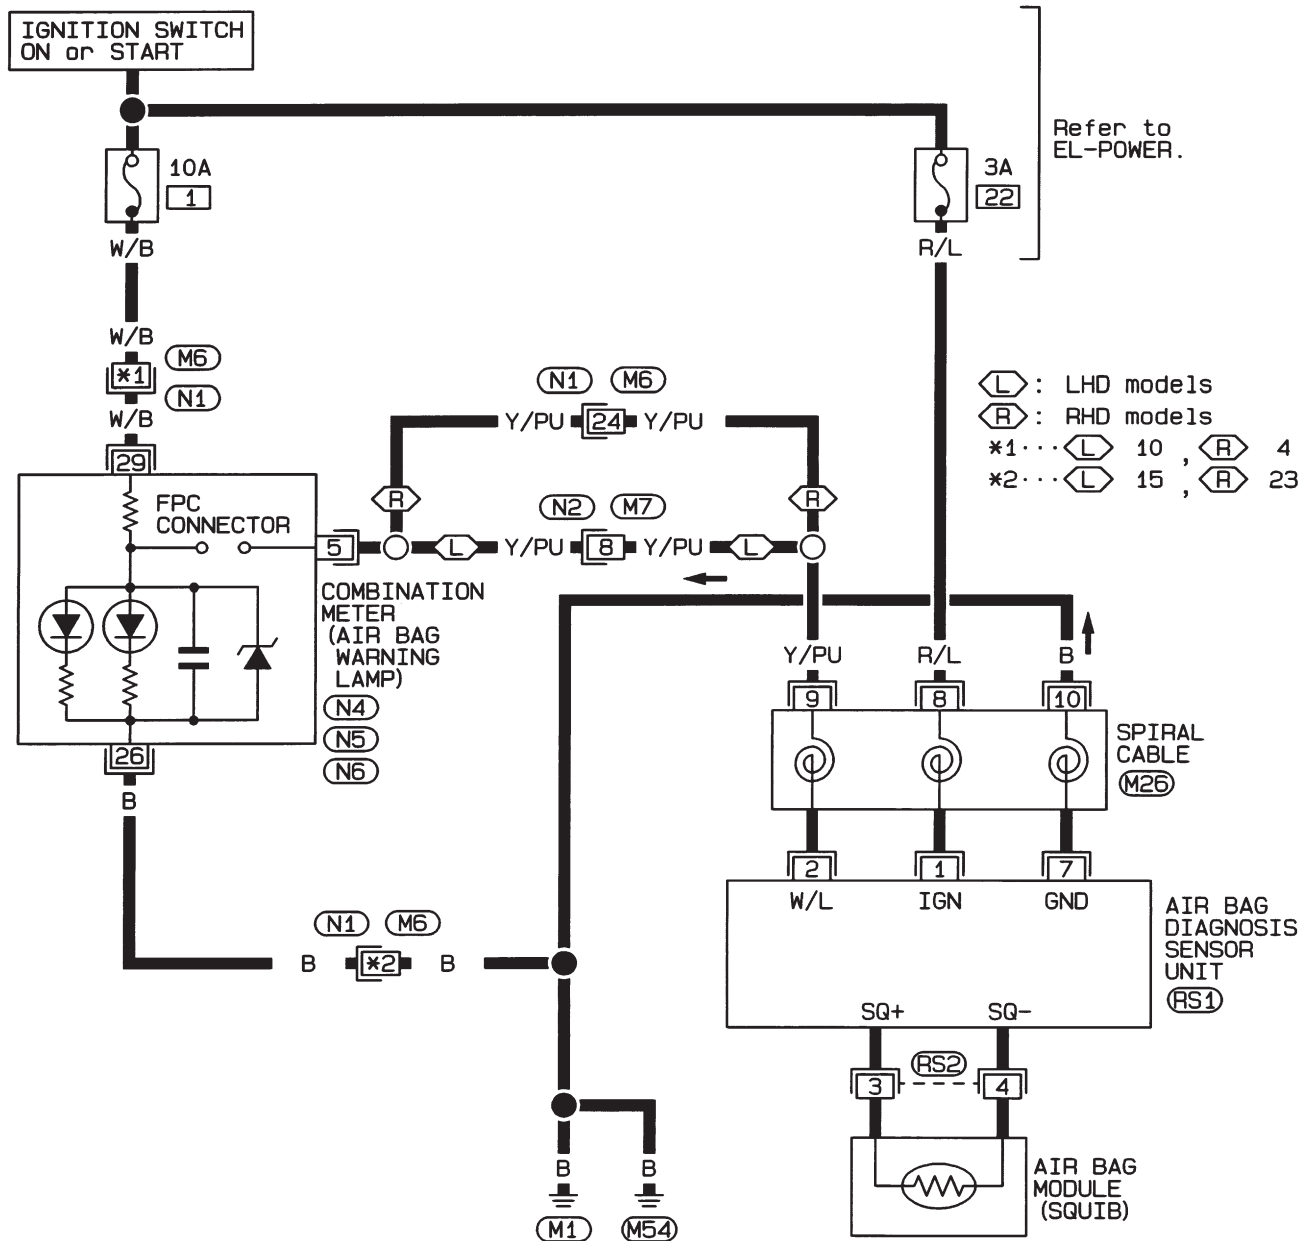 IGNITION SWITCH
ON or START
10A
1
W/B
3A
22
R/L
Refer to
EL-POWER.
W/B
*1
M6
N1
W/B
29
N1
M6
Y/PU
24
Y/PU
L : LHD models
R : RHD models
*1··· L 10 , R 4
*2··· L 15 , R 23
FPC
CONNECTOR
R
R
N2
M7
5
L
Y/PU
8
Y/PU
L
COMBINATION
METER
(AIR BAG
WARNING
LAMP)
N4
N5
N6
26
B
Y/PU
R/L
B
9
8
10
SPIRAL
CABLE
M26
2
1
7
W/L
IGN
GND
AIR BAG
DIAGNOSIS
SENSOR
UNIT
RS1
N1
M6
B
*2
B
SQ+
SQ-
RS2
3
4
B
B
M1
M54
AIR BAG
MODULE
(SQUIB)